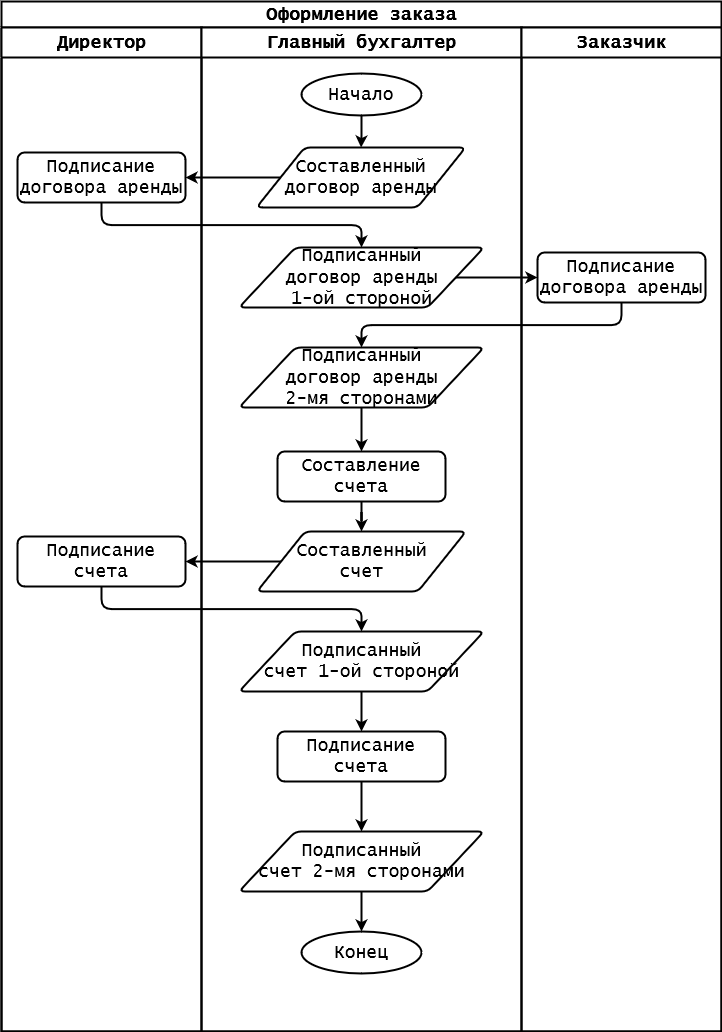 Оформление заказа
Директор
Главный бухгалтер
Заказчик
Начало
Составленный
договор аренды
Подписание
договора аренды
Подписанный
договор аренды
1-ой стороной
Подписание
договора аренды
Подписанный
договор аренды
2-мя сторонами
Составление
счета
Составленный
счет
Подписание
счета
Подписанный
счет 1-ой стороной
Подписание
счета
Подписанный
счет 2-мя сторонами
Конец